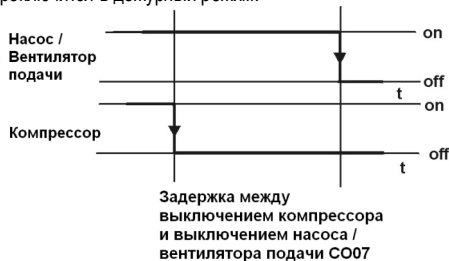 Насос / on
Вентилятор
подачи off
t
on
Компрессор
off
t
Задержка между
выключением компрессора
и выключением насоса /
вентилятора подачи CO07